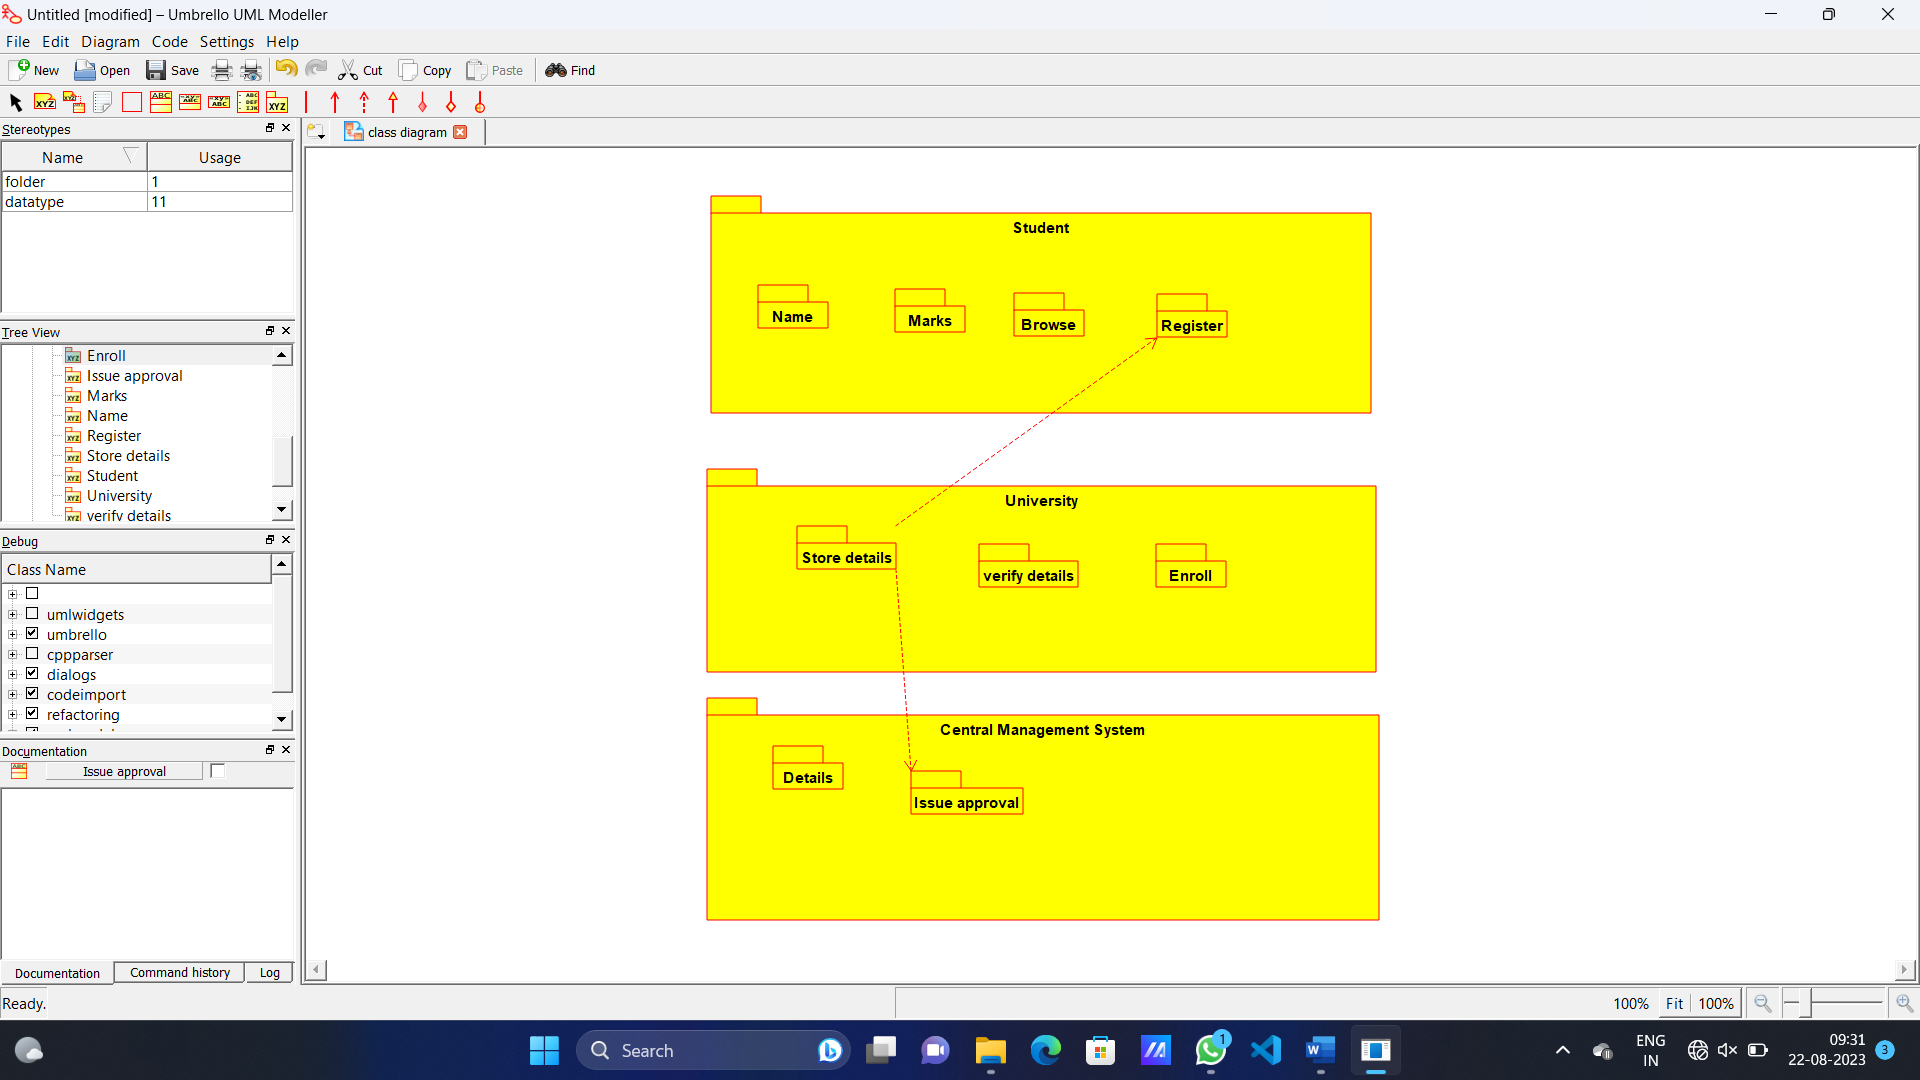 Untitled [modified] – Umbrello UML Modeller
File Edit Diagram Code Settings Help
New Open Save Cut Copy Paste Find
Stereotypes
Name Usage
folder 1
datatype 11
Tree View
Enroll
Issue approval
Marks
Name
Register
Store details
Student
University
verify details
Debug
Class Name
umlwidgets
umbrello
cppparser
dialogs
codeimport
refactoring
Documentation
Issue approval
Documentation Command history Log
Ready.
class diagram
Student
Name Marks Browse Register
University
Store details verify details Enroll
Central Management System
Details Issue approval
100% Fit 100%
Search
1
ENG
IN
09:31
22-08-2023
3